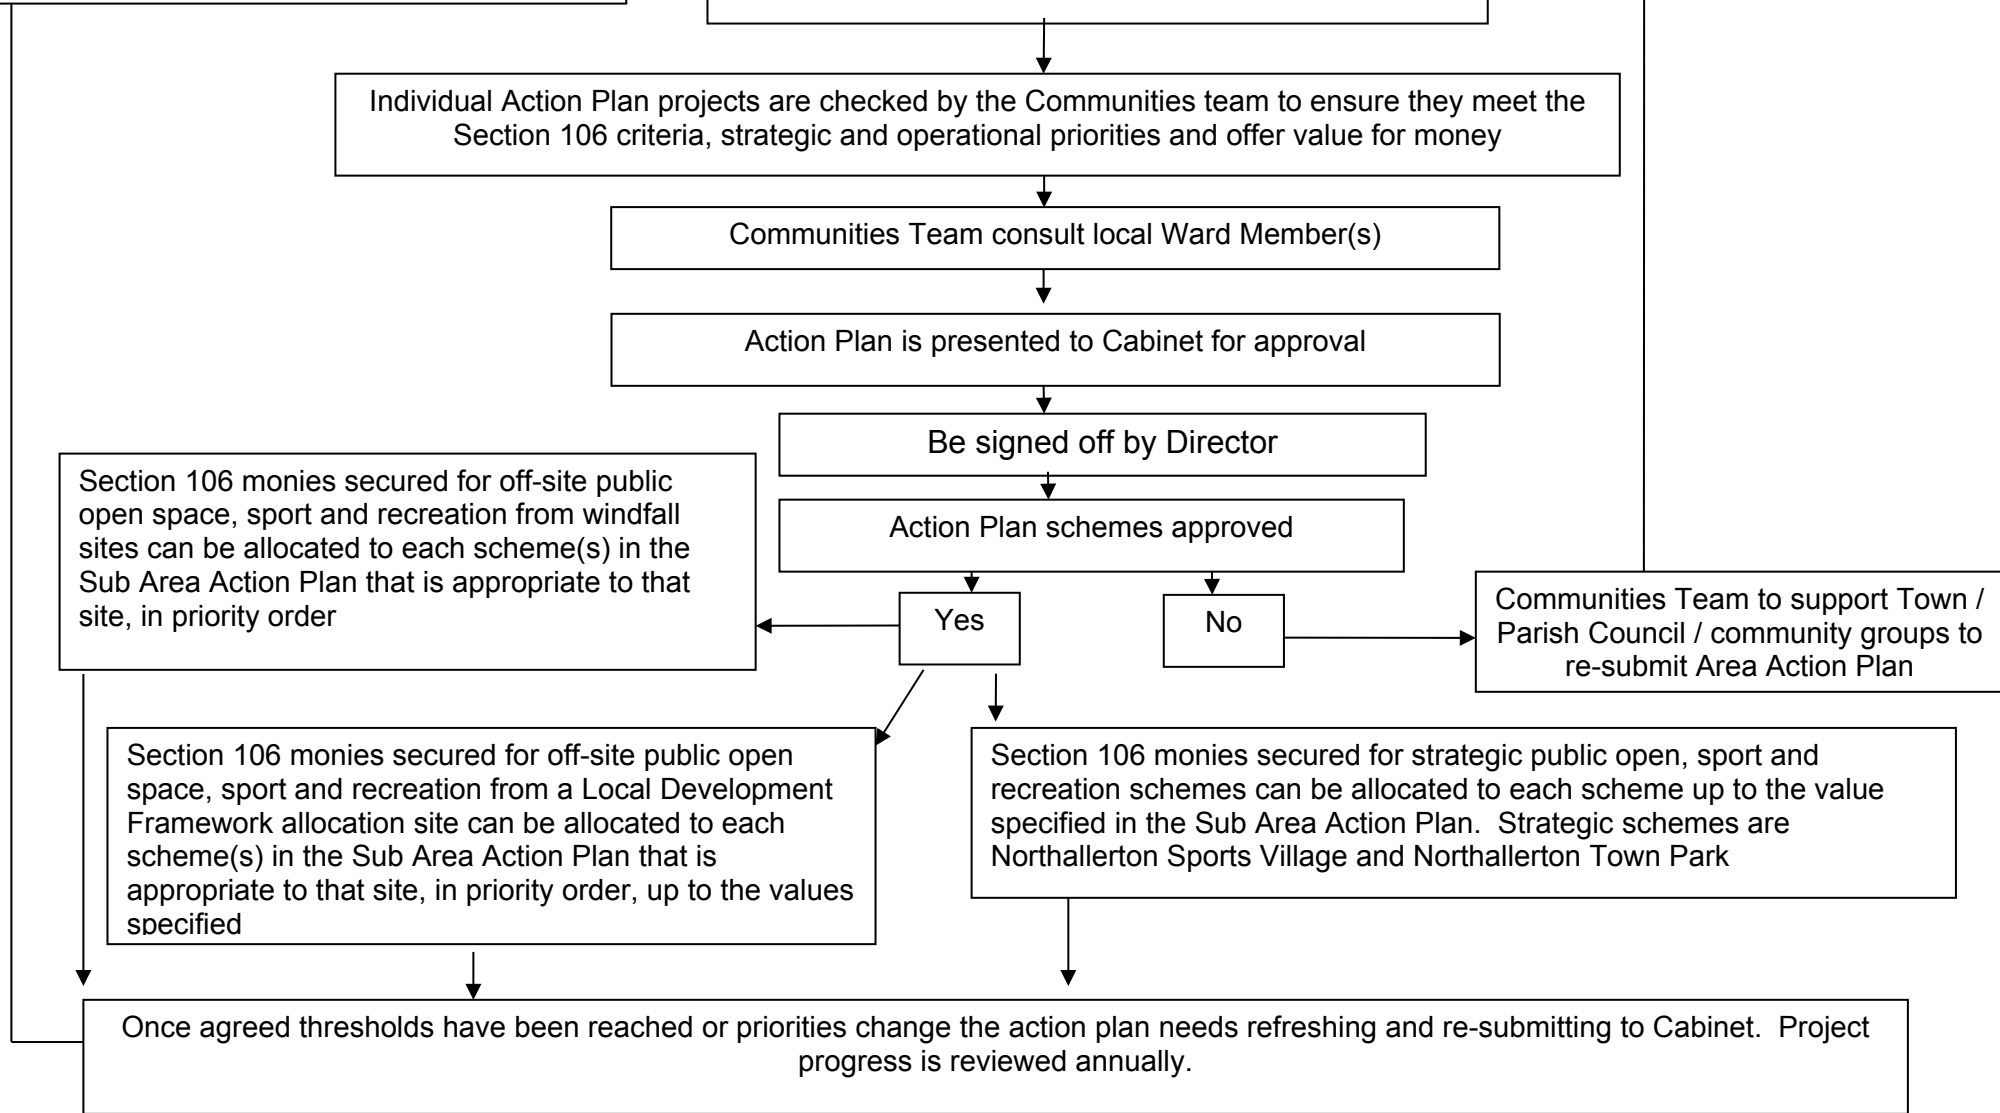 Individual Action Plan projects are checked by the Communities team to ensure they meet the
Section 106 criteria, strategic and operational priorities and offer value for money
Communities Team consult local Ward Member(s)
Action Plan is presented to Cabinet for approval
Be signed off by Director
Action Plan schemes approved
Yes
No
Section 106 monies secured for off-site public
open space, sport and recreation from windfall
sites can be allocated to each scheme(s) in the
Sub Area Action Plan that is appropriate to that
site, in priority order
Communities Team to support Town /
Parish Council / community groups to
re-submit Area Action Plan
Section 106 monies secured for off-site public open
space, sport and recreation from a Local Development
Framework allocation site can be allocated to each
scheme(s) in the Sub Area Action Plan that is
appropriate to that site, in priority order, up to the values
specified
Section 106 monies secured for strategic public open, sport and
recreation schemes can be allocated to each scheme up to the value
specified in the Sub Area Action Plan.  Strategic schemes are
Northallerton Sports Village and Northallerton Town Park
Once agreed thresholds have been reached or priorities change the action plan needs refreshing and re-submitting to Cabinet.  Project
progress is reviewed annually.